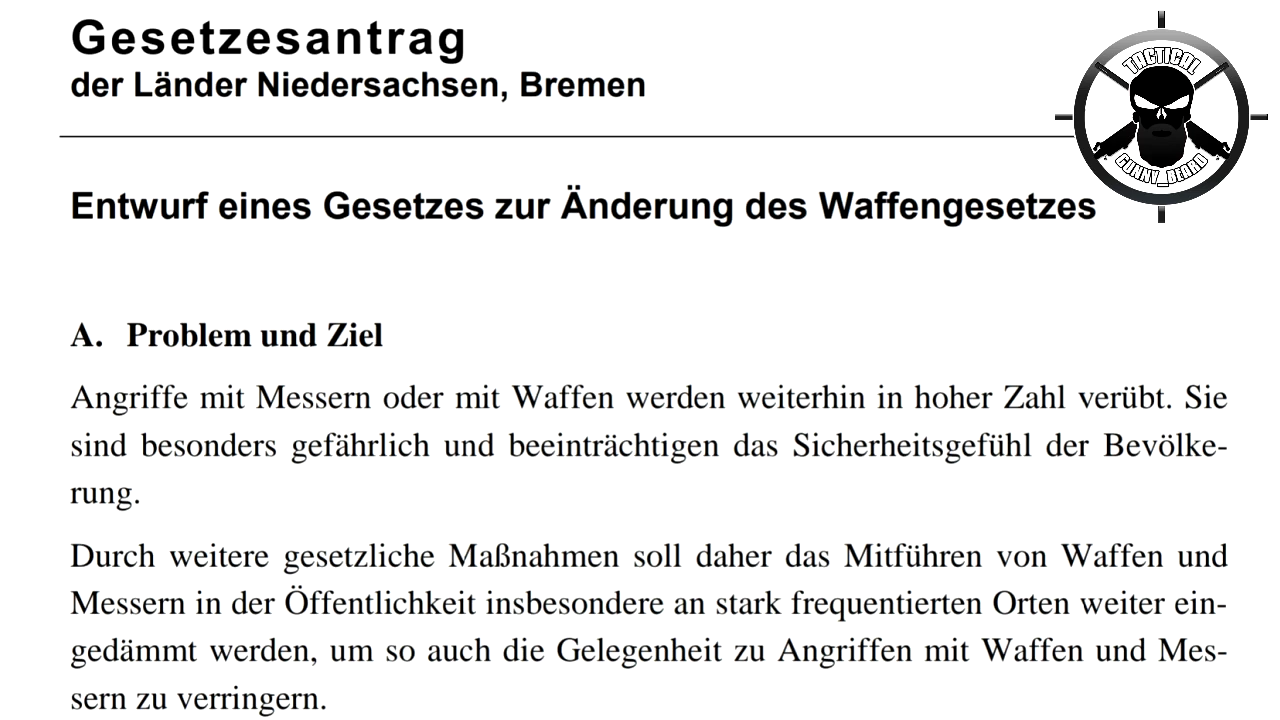 Gesetzesantrag
der Länder Niedersachsen, Bremen
TACTICAL
GUNNY_BEARD
Entwurf eines Gesetzes zur Änderung des Waffengesetzes
A. Problem und Ziel
Angriffe mit Messern oder mit Waffen werden weiterhin in hoher Zahl verübt. Sie
sind besonders gefährlich und beeinträchtigen das Sicherheitsgefühl der Bevölke-
rung.
Durch weitere gesetzliche Maßnahmen soll daher das Mitführen von Waffen und
Messern in der Öffentlichkeit insbesondere an stark frequentierten Orten weiter ein-
gedämmt werden, um so auch die Gelegenheit zu Angriffen mit Waffen und Mes-
sern zu verringern.